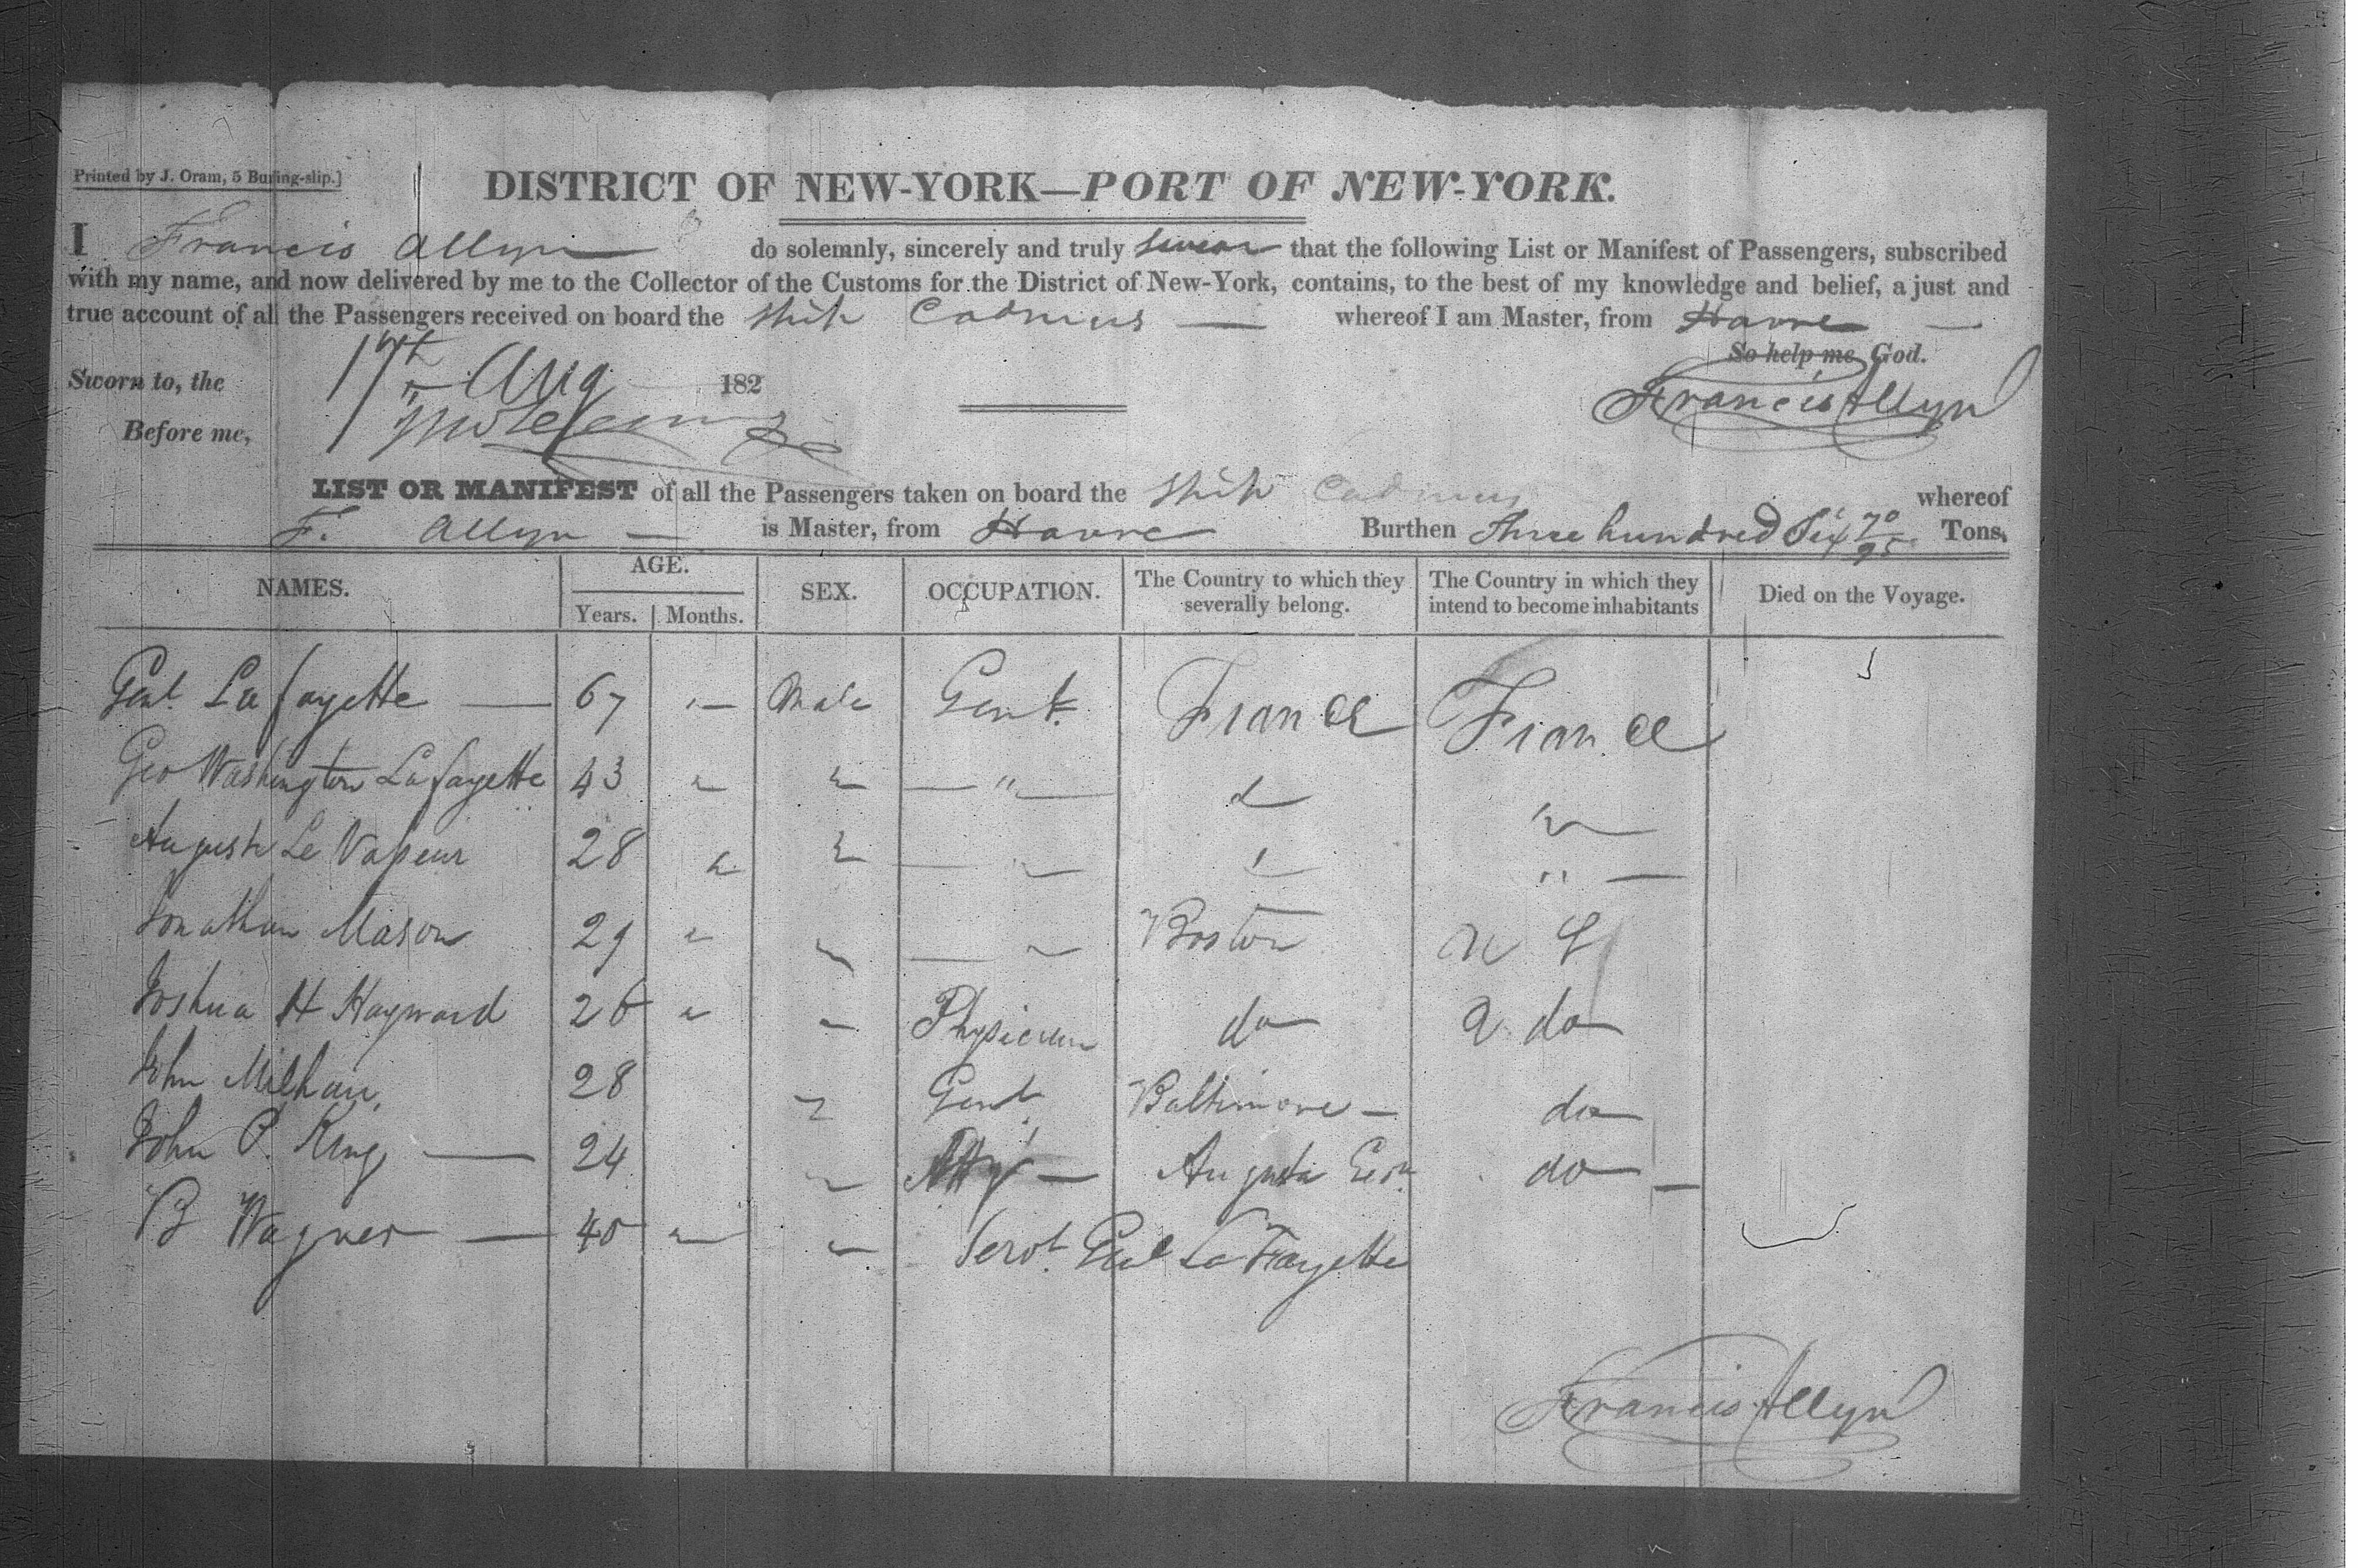 Printed by J. Oram, 5 Burling-slip.]
DISTRICT OF NEW-YORK—PORT OF NEW-YORK.
I Francis Allyn do solemnly, sincerely and truly swear that the following List or Manifest of Passengers, subscribed
with my name, and now delivered by me to the Collector of the Customs for the District of New-York, contains, to the best of my knowledge and belief, a just and
true account of all the Passengers received on board the Ship Cadmus whereof I am Master, from Havre
So help me God.
Sworn to, the 17th Aug 182
Francis Allyn
Before me,
LIST OR MANIFEST of all the Passengers taken on board the Ship Cadmus whereof
F. Allyn is Master, from Havre Burthen Three hundred Six 70/95 Tons.
NAMES. AGE. SEX. OCCUPATION. The Country to which they severally belong. The Country in which they intend to become inhabitants Died on the Voyage.
Years. Months.
Genl. La fayette 67 " Male Gent. France France
Geo Washington Lafayette 43 " " " " "
Auguste Le Vaseur 28 " " " " "
Jonathan Mason 29 " " " Boston
Joshua H Hayward 26 " " Physician do do
John Milhau 28 " Gent. Baltimore do
John P. King 24 " Atty Augusta Geo. do
B Wagner 40 " " Servt. Genl La Fayette
Francis Allyn